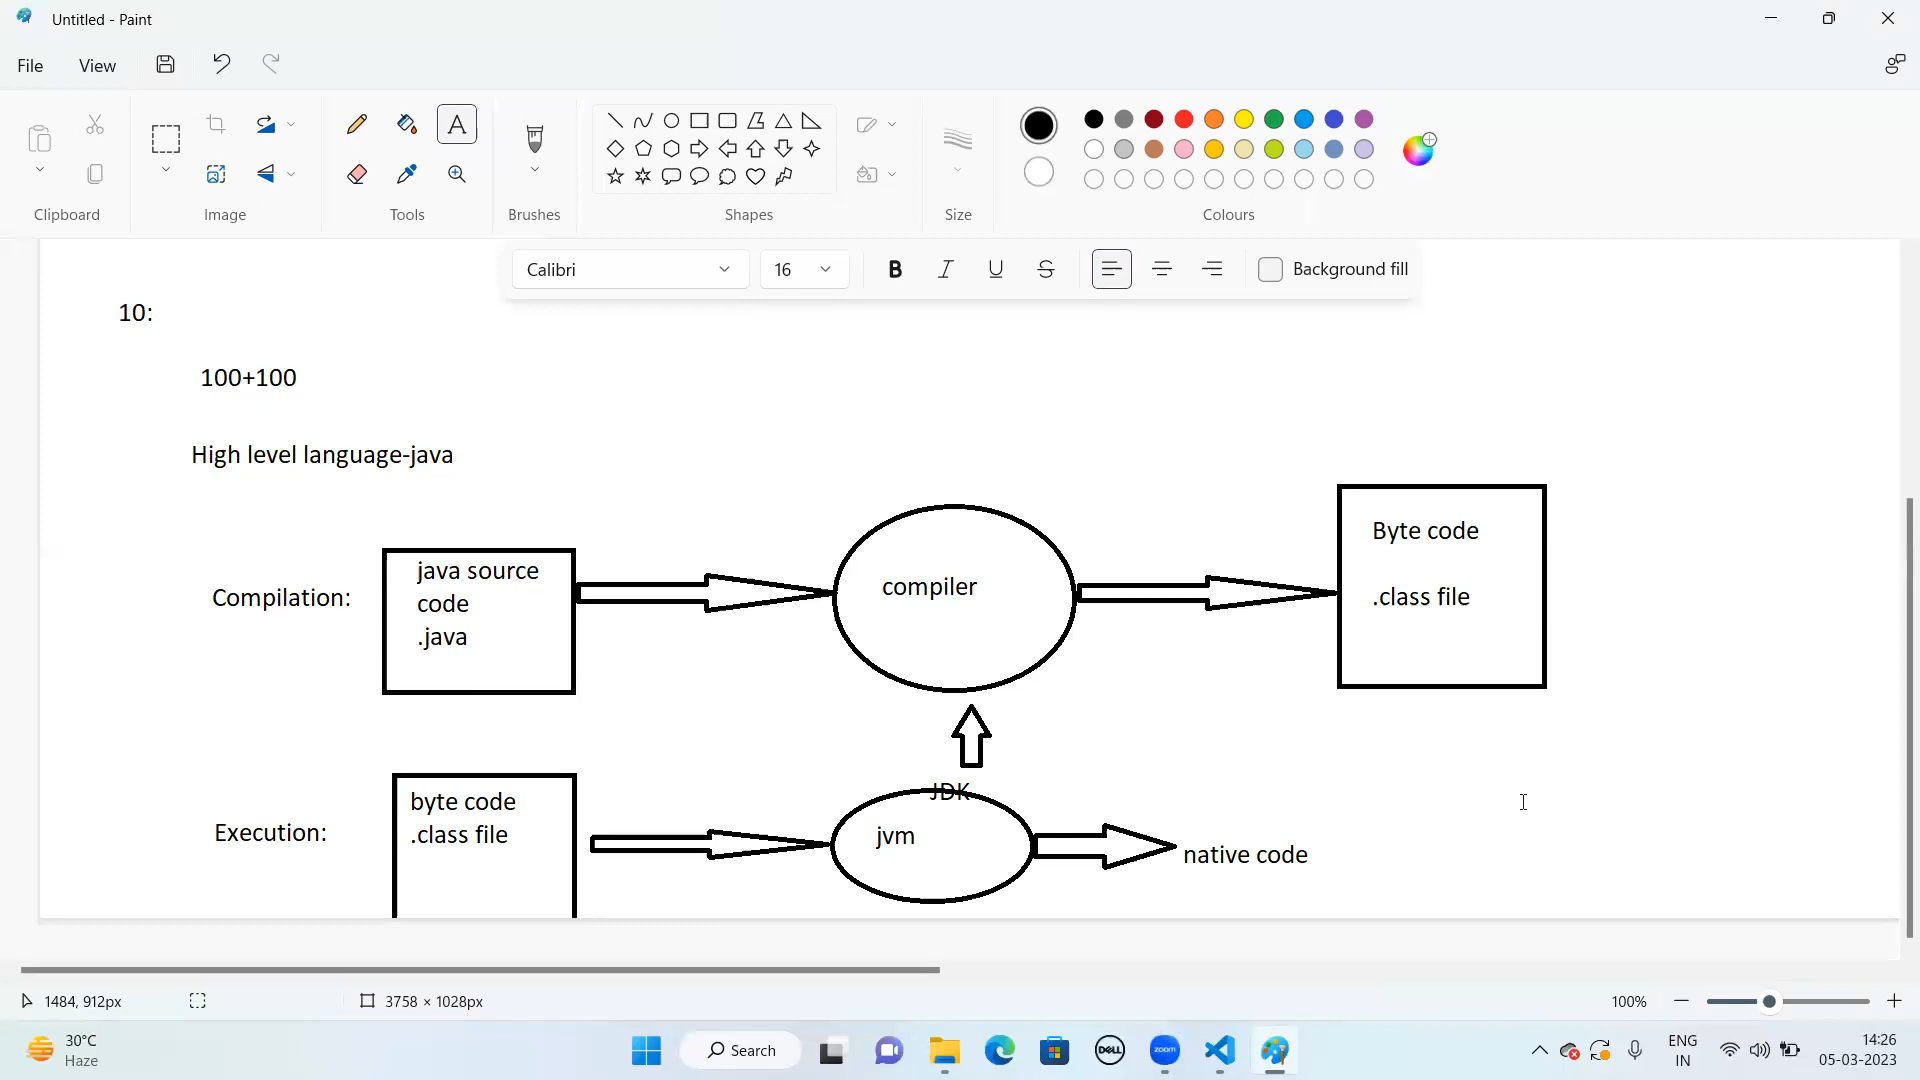 Untitled - Paint
File
View
Clipboard
Image
Tools
Brushes
Shapes
Size
Colours
Calibri
16
B
I
U
S
Background fill
10:
100+100
High level language-java
Compilation:
java source
code
.java
compiler
Byte code
.class file
JDK
Execution:
byte code
.class file
jvm
native code
1484, 912px
3758 × 1028px
100%
30°C
Haze
Search
DELL
zoom
ENG
IN
14:26
05-03-2023